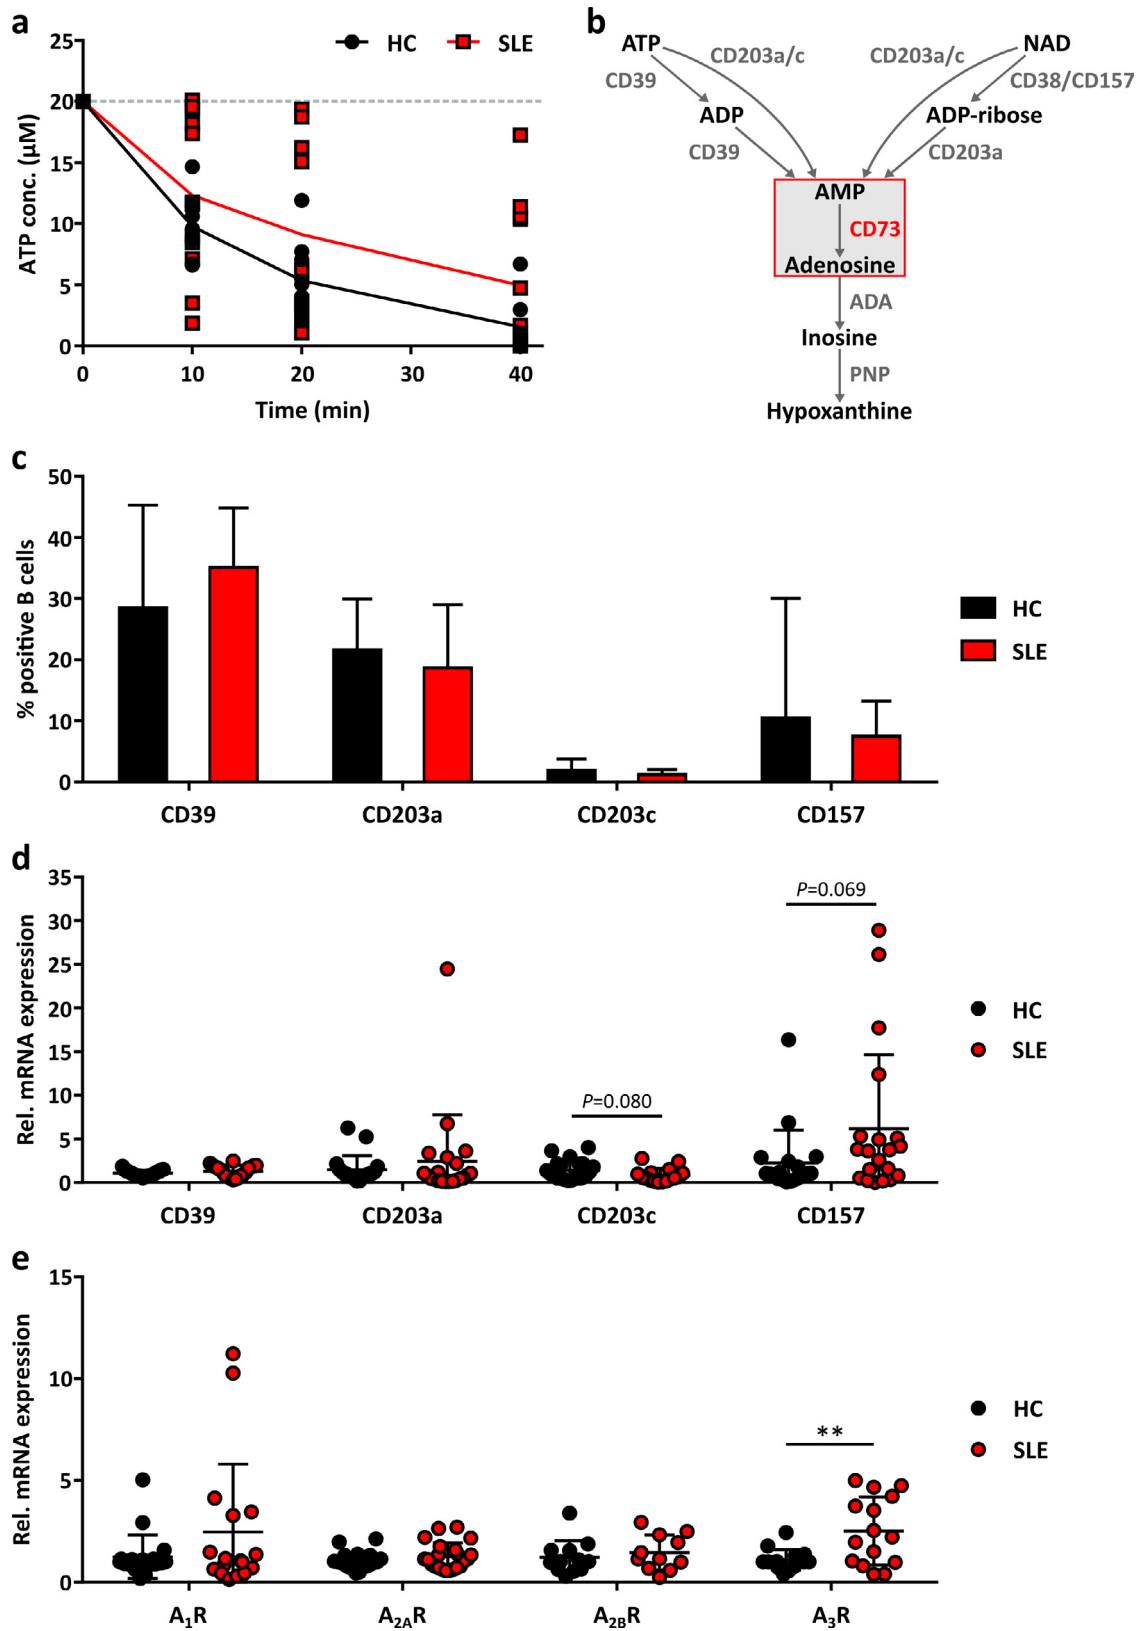 a
25
20
15
10
5
0
ATP conc. (µM)
HC
SLE
0
10
20
30
40
Time (min)
b
ATP
NAD
CD203a/c
CD203a/c
CD39
CD38/CD157
ADP
ADP-ribose
CD39
CD203a
AMP
CD73
Adenosine
ADA
Inosine
PNP
Hypoxanthine
c
50
40
30
20
10
0
% positive B cells
HC
SLE
CD39
CD203a
CD203c
CD157
d
35
30
25
20
15
10
5
0
Rel. mRNA expression
P=0.080
P=0.069
HC
SLE
CD39
CD203a
CD203c
CD157
e
15
10
5
0
Rel. mRNA expression
**
HC
SLE
A₁R
A₂ₐR
A₂ʙR
A₃R